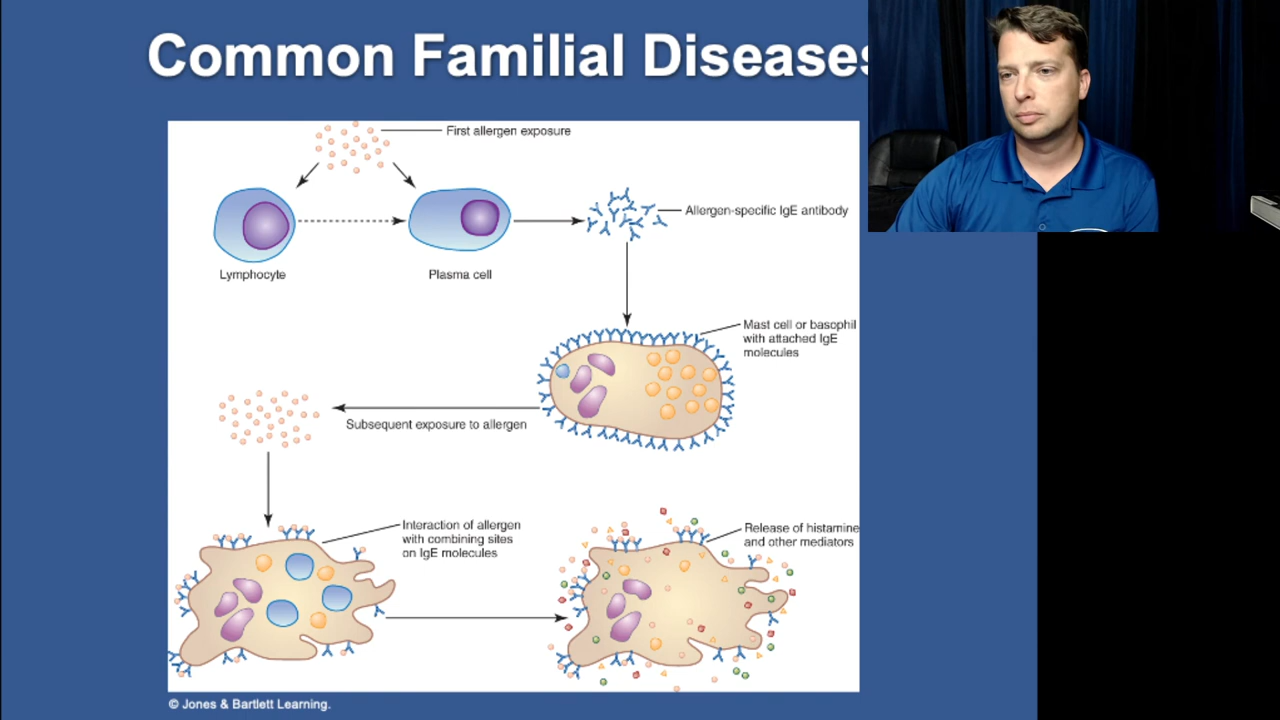 Common Familial Diseases
First allergen exposure
Allergen-specific IgE antibody
Lymphocyte
Plasma cell
Mast cell or basophil
with attached IgE
molecules
Subsequent exposure to allergen
Interaction of allergen
with combining sites
on IgE molecules
Release of histamine
and other mediators
© Jones & Bartlett Learning.